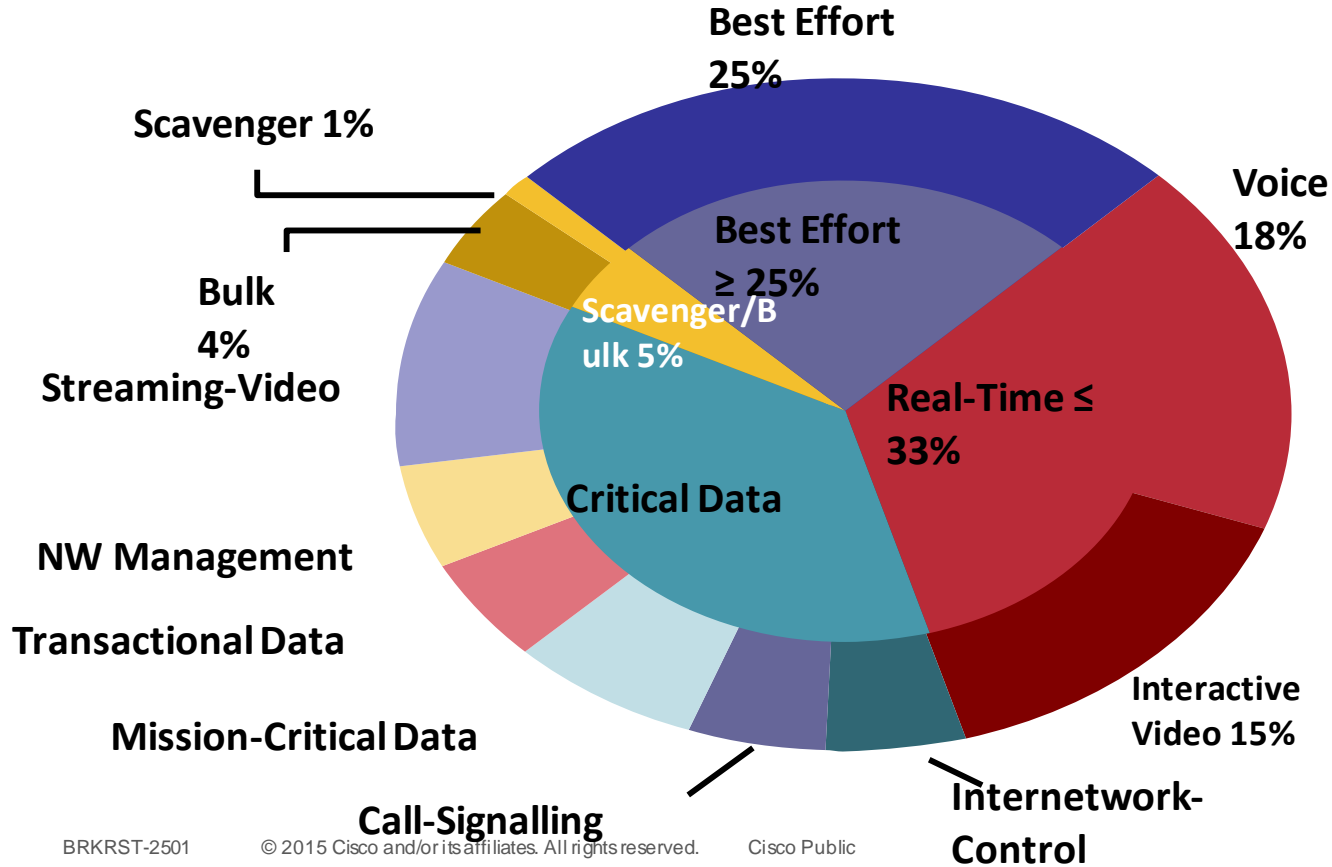 Best Effort
25%
Scavenger 1%
Voice
18%
Best Effort
≥ 25%
Bulk
4%
Scavenger/B
ulk 5%
Streaming-Video
Real-Time ≤
33%
Critical Data
NW Management
Transactional Data
Interactive
Video 15%
Mission-Critical Data
Call-Signalling
Internetwork-
Control
BRKRST-2501 © 2015 Cisco and/or its affiliates. All rights reserved. Cisco Public